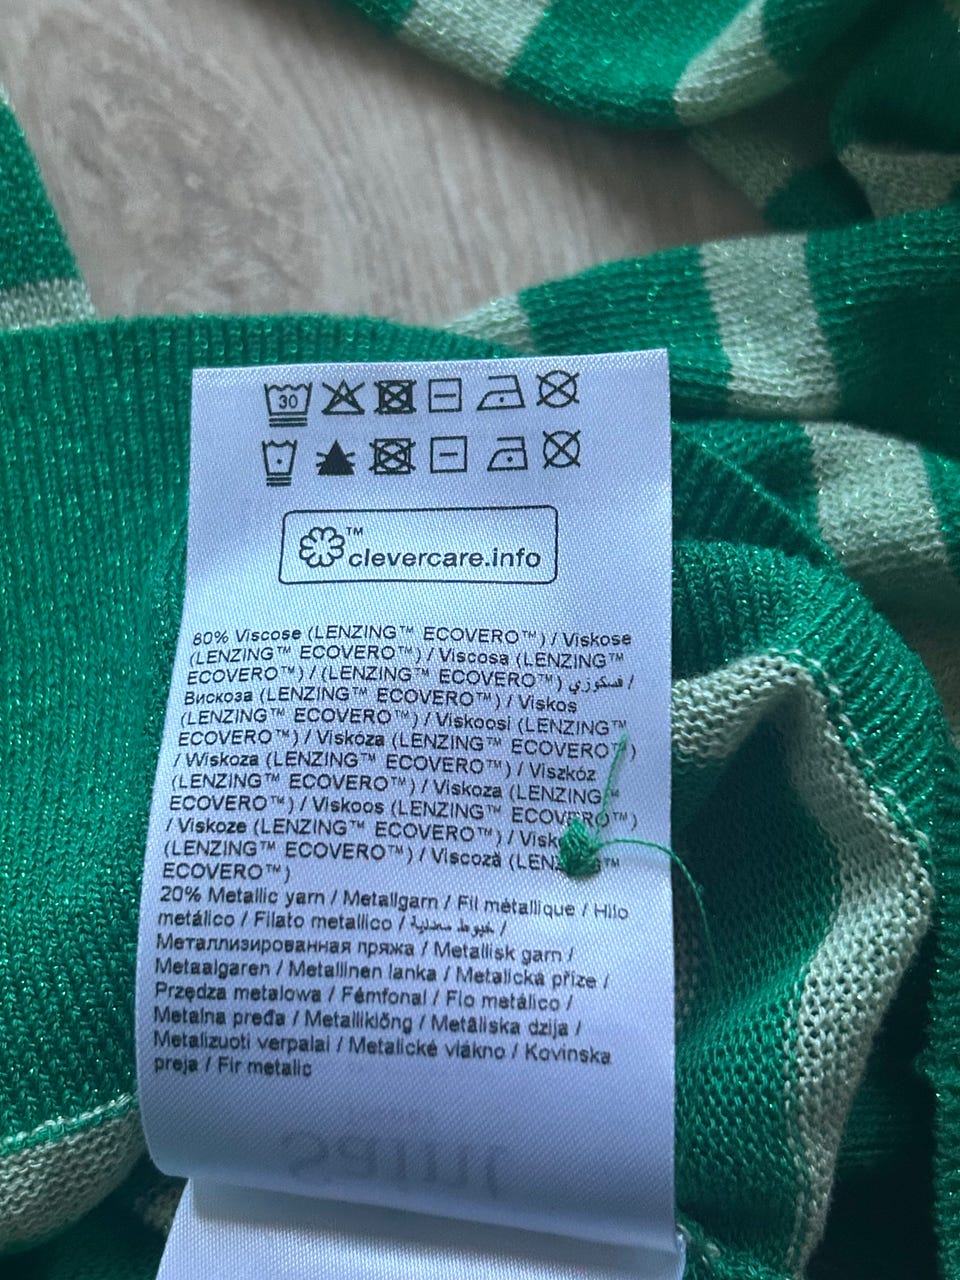 30
™
clevercare.info
80% Viscose (LENZING™ ECOVERO™) / Viskose
(LENZING™ ECOVERO™) / Viscosa (LENZING™
ECOVERO™) / (LENZING™ ECOVERO™) فسكوزي /
Вискоза (LENZING™ ECOVERO™) / Viskos
(LENZING™ ECOVERO™) / Viskoosi (LENZING™
ECOVERO™) / Viskóza (LENZING™ ECOVERO™)
/ Wiskoza (LENZING™ ECOVERO™) / Viszkóz
(LENZING™ ECOVERO™) / Viskoza (LENZING™
ECOVERO™) / Viskoos (LENZING™ ECOVERO™)
/ Viskoze (LENZING™ ECOVERO™) /
(LENZING™ ECOVERO™) / Viscoză
ECOVERO™)
20% Metallic yarn / Metallgarn / Fil métallique / Hilo
metálico / Filato metallico / خيوط معدنية /
Металлизированная пряжа / Metallisk garn /
Metaalgaren / Metallinen lanka / Metalická příze /
Przędza metalowa / Fémfonal / Fio metálico /
Metalna pređa / Metalliklõng / Metāliska dzija /
Metalizuoti verpalai / Metalické vlákno / Kovinska
preja / Fir metalic